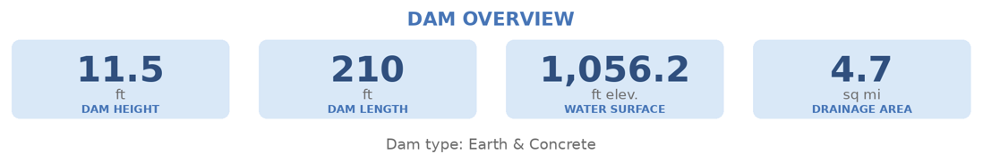 DAM OVERVIEW
11.5
ft
DAM HEIGHT
210
ft
DAM LENGTH
1,056.2
ft elev.
WATER SURFACE
4.7
sq mi
DRAINAGE AREA
Dam type: Earth & Concrete